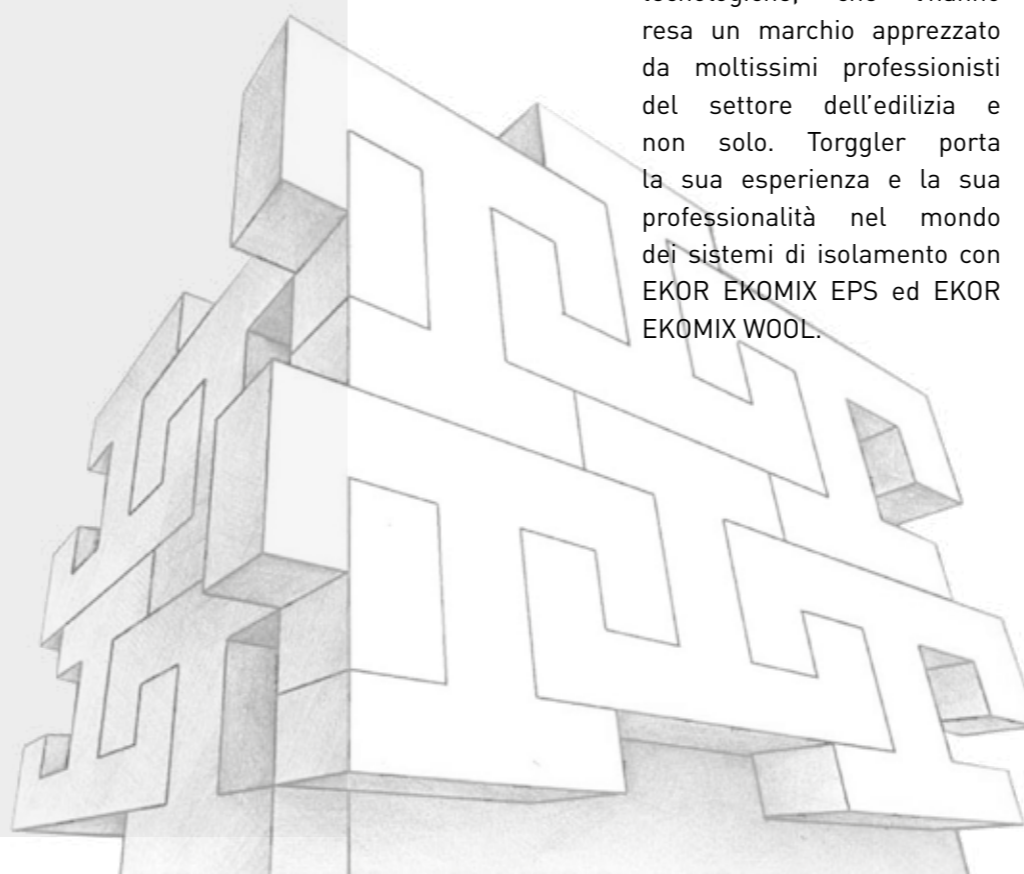 resa un marchio apprezzato
da moltissimi professionisti
del settore dell’edilizia e
non solo. Torggler porta
la sua esperienza e la sua
professionalità nel mondo
dei sistemi di isolamento con
EKOR EKOMIX EPS ed EKOR
EKOMIX WOOL.